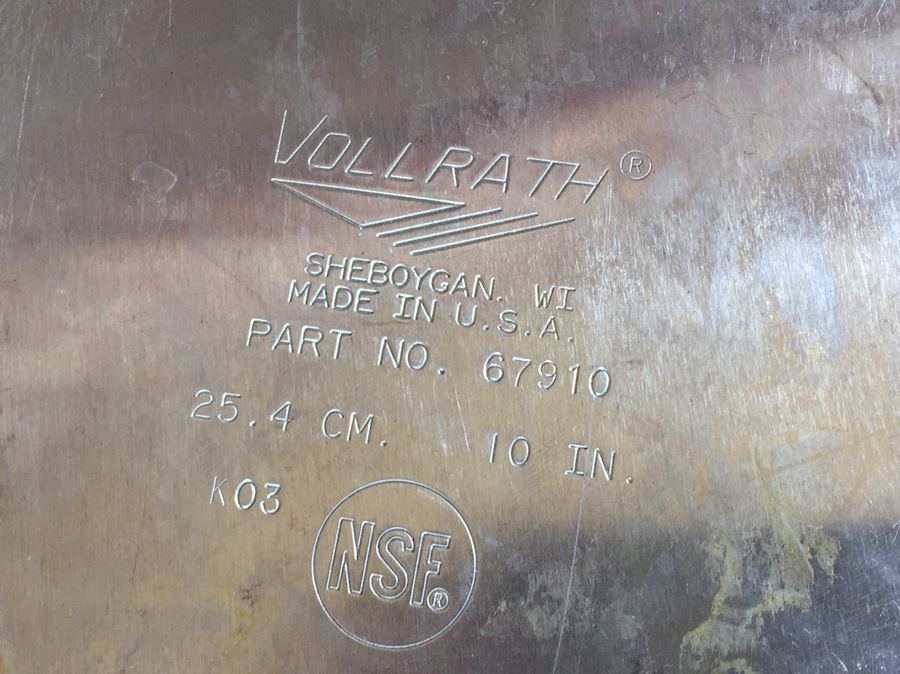 VOLLRATH®
SHEBOYGAN. WI
MADE IN U.S.A.
PART NO. 67910
25.4 CM. 10 IN.
K03
NSF®